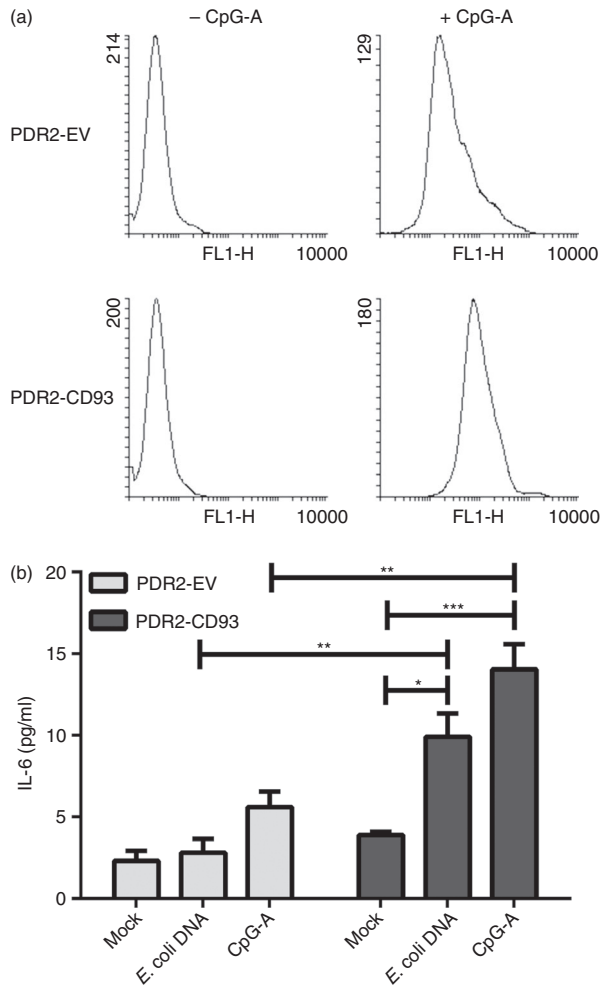 (a)
– CpG-A
+ CpG-A
PDR2-EV
214
FL1-H
10000
129
FL1-H
10000
PDR2-CD93
200
FL1-H
10000
180
FL1-H
10000
(b)
IL-6 (pg/ml)
20
15
10
5
0
PDR2-EV
PDR2-CD93
**
***
**
*
Mock
E. coli DNA
CpG-A
Mock
E. coli DNA
CpG-A